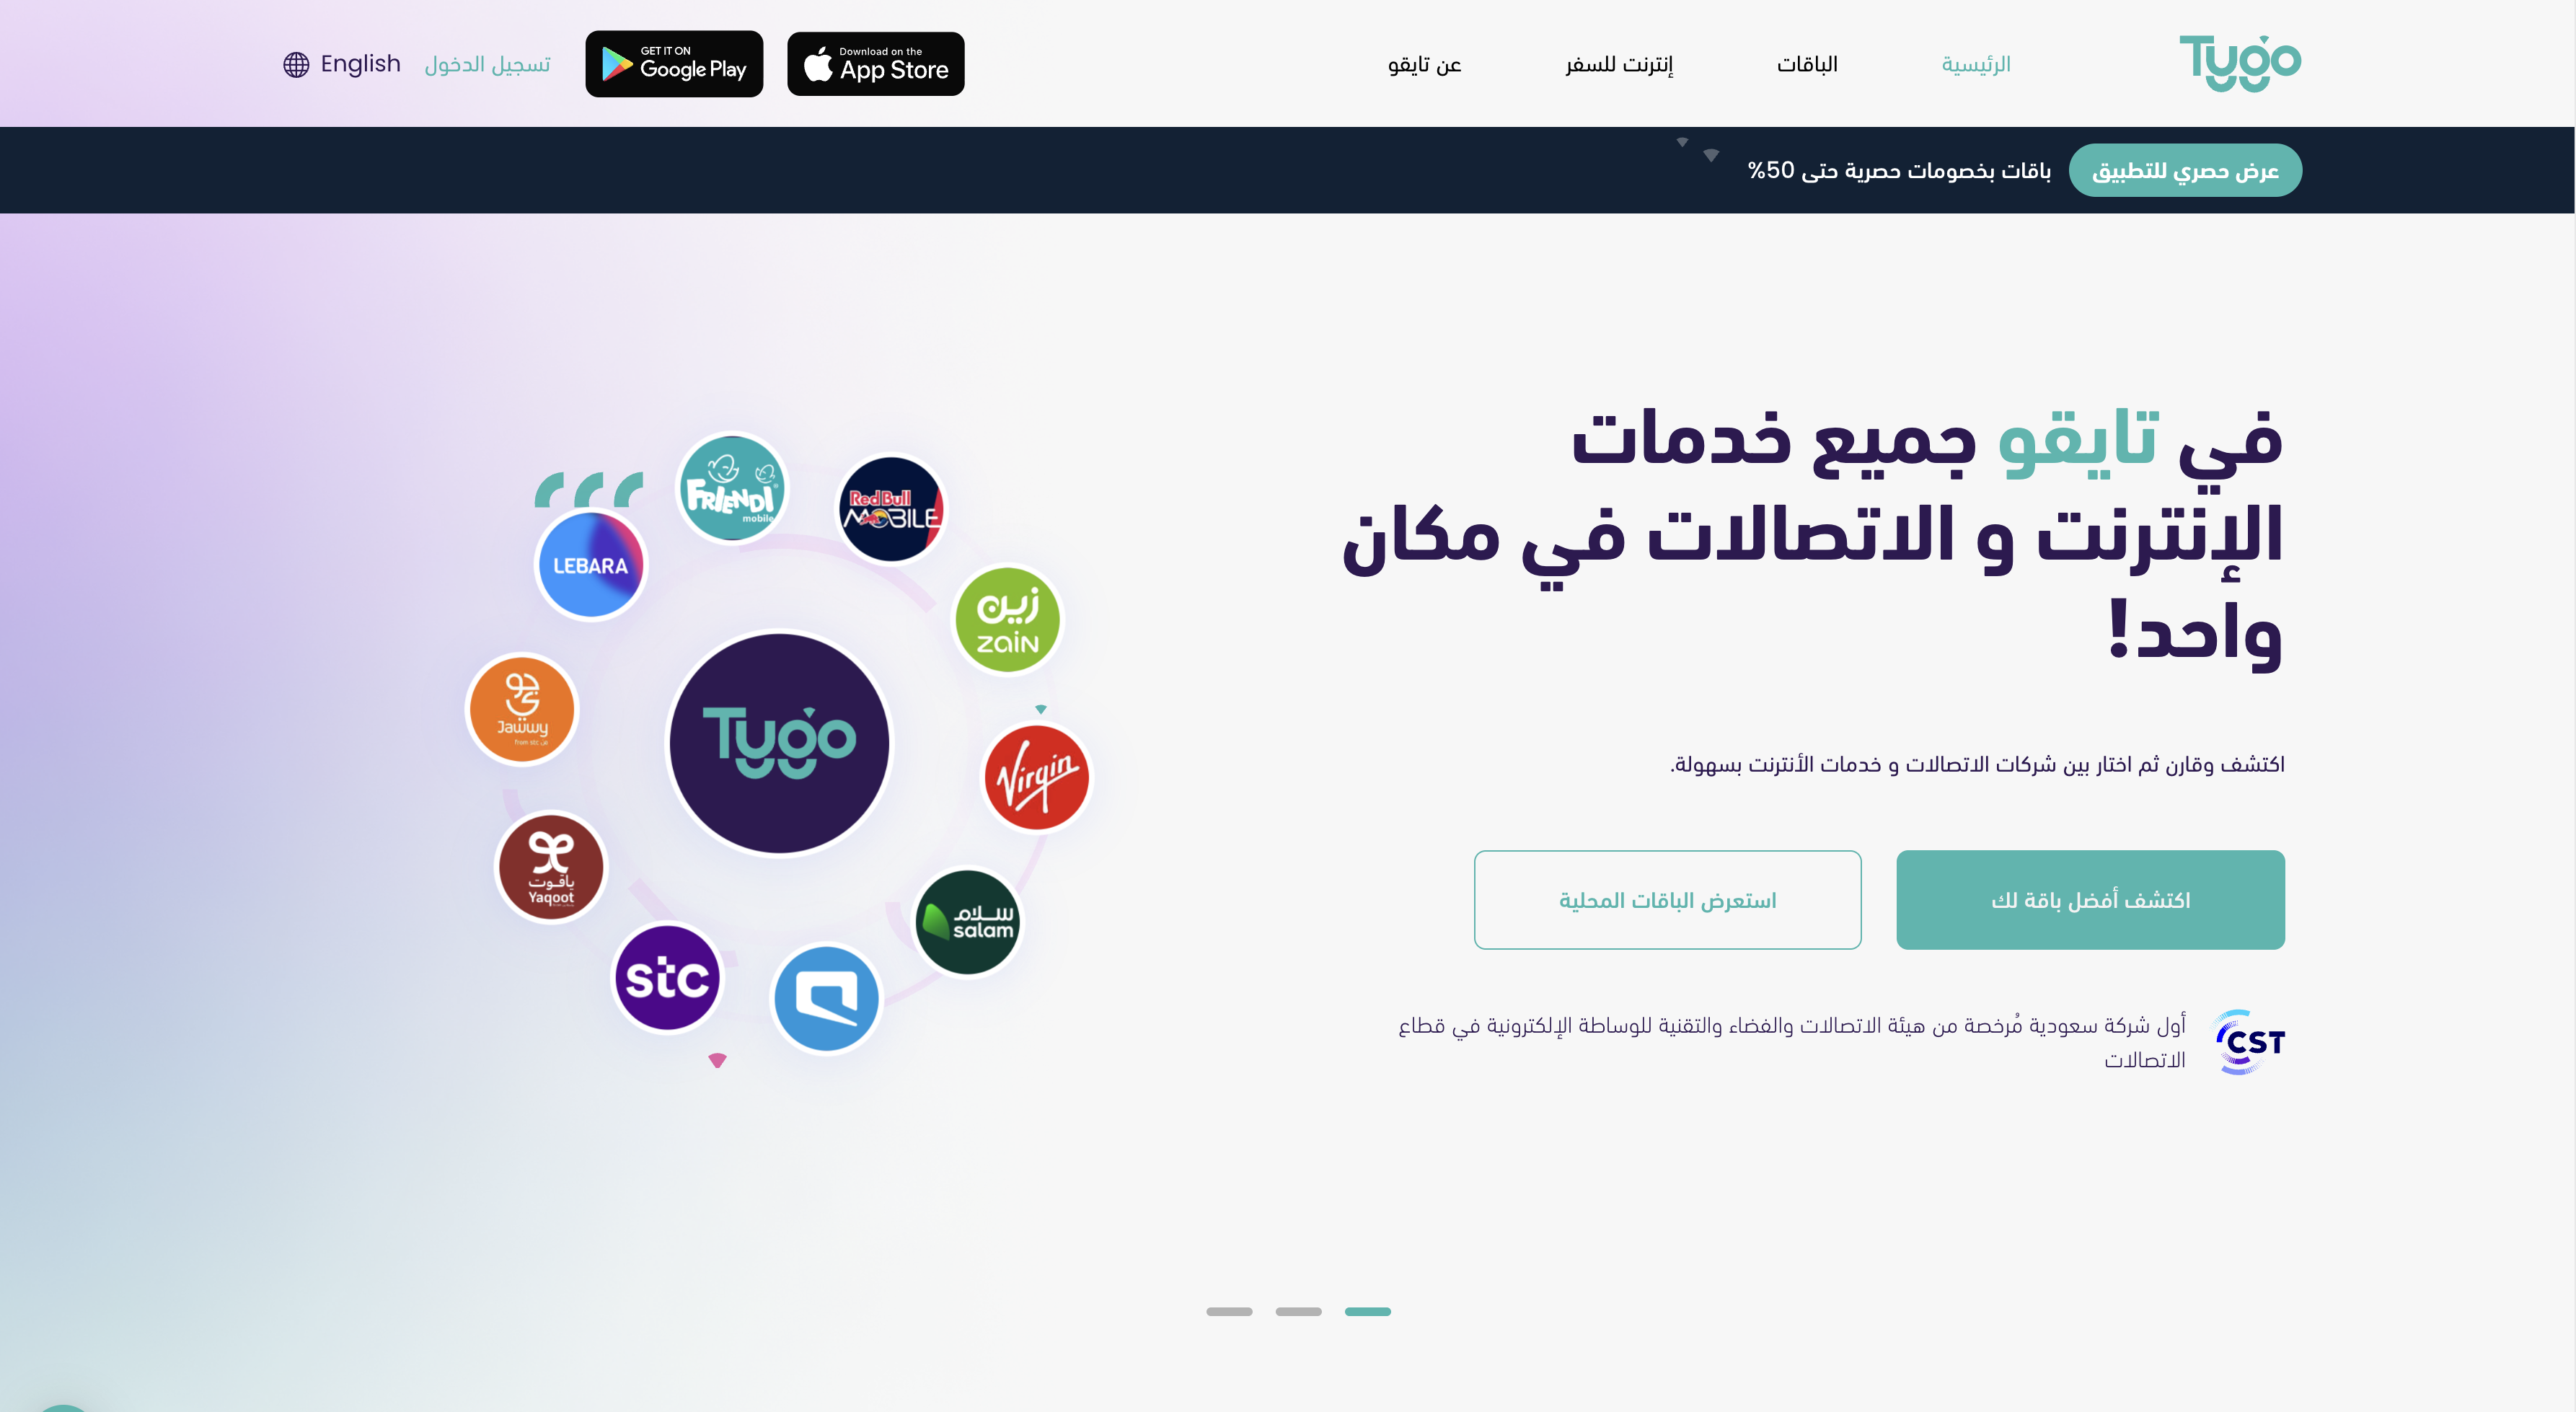 Tygo
الرئيسية
الباقات
إنترنت للسفر
عن تايقو
Download on the
App Store
GET IT ON
Google Play
تسجيل الدخول
English
عرض حصري للتطبيق
باقات بخصومات حصرية حتى 50%
في تايقو جميع خدمات
الإنترنت و الاتصالات في مكان
واحد!
اكتشف وقارن ثم اختار بين شركات الاتصالات و خدمات الأنترنت بسهولة.
اكتشف أفضل باقة لك
استعرض الباقات المحلية
CST
أول شركة سعودية مُرخصة من هيئة الاتصالات والفضاء والتقنية للوساطة الإلكترونية في قطاع
الاتصالات
FRiENDi
mobile
Red Bull
MOBILE
LEBARA
زين
zain
جوي
Jawwy
from stc من
Tygo
Virgin
ياقوت
Yaqoot
سلام
salam
stc